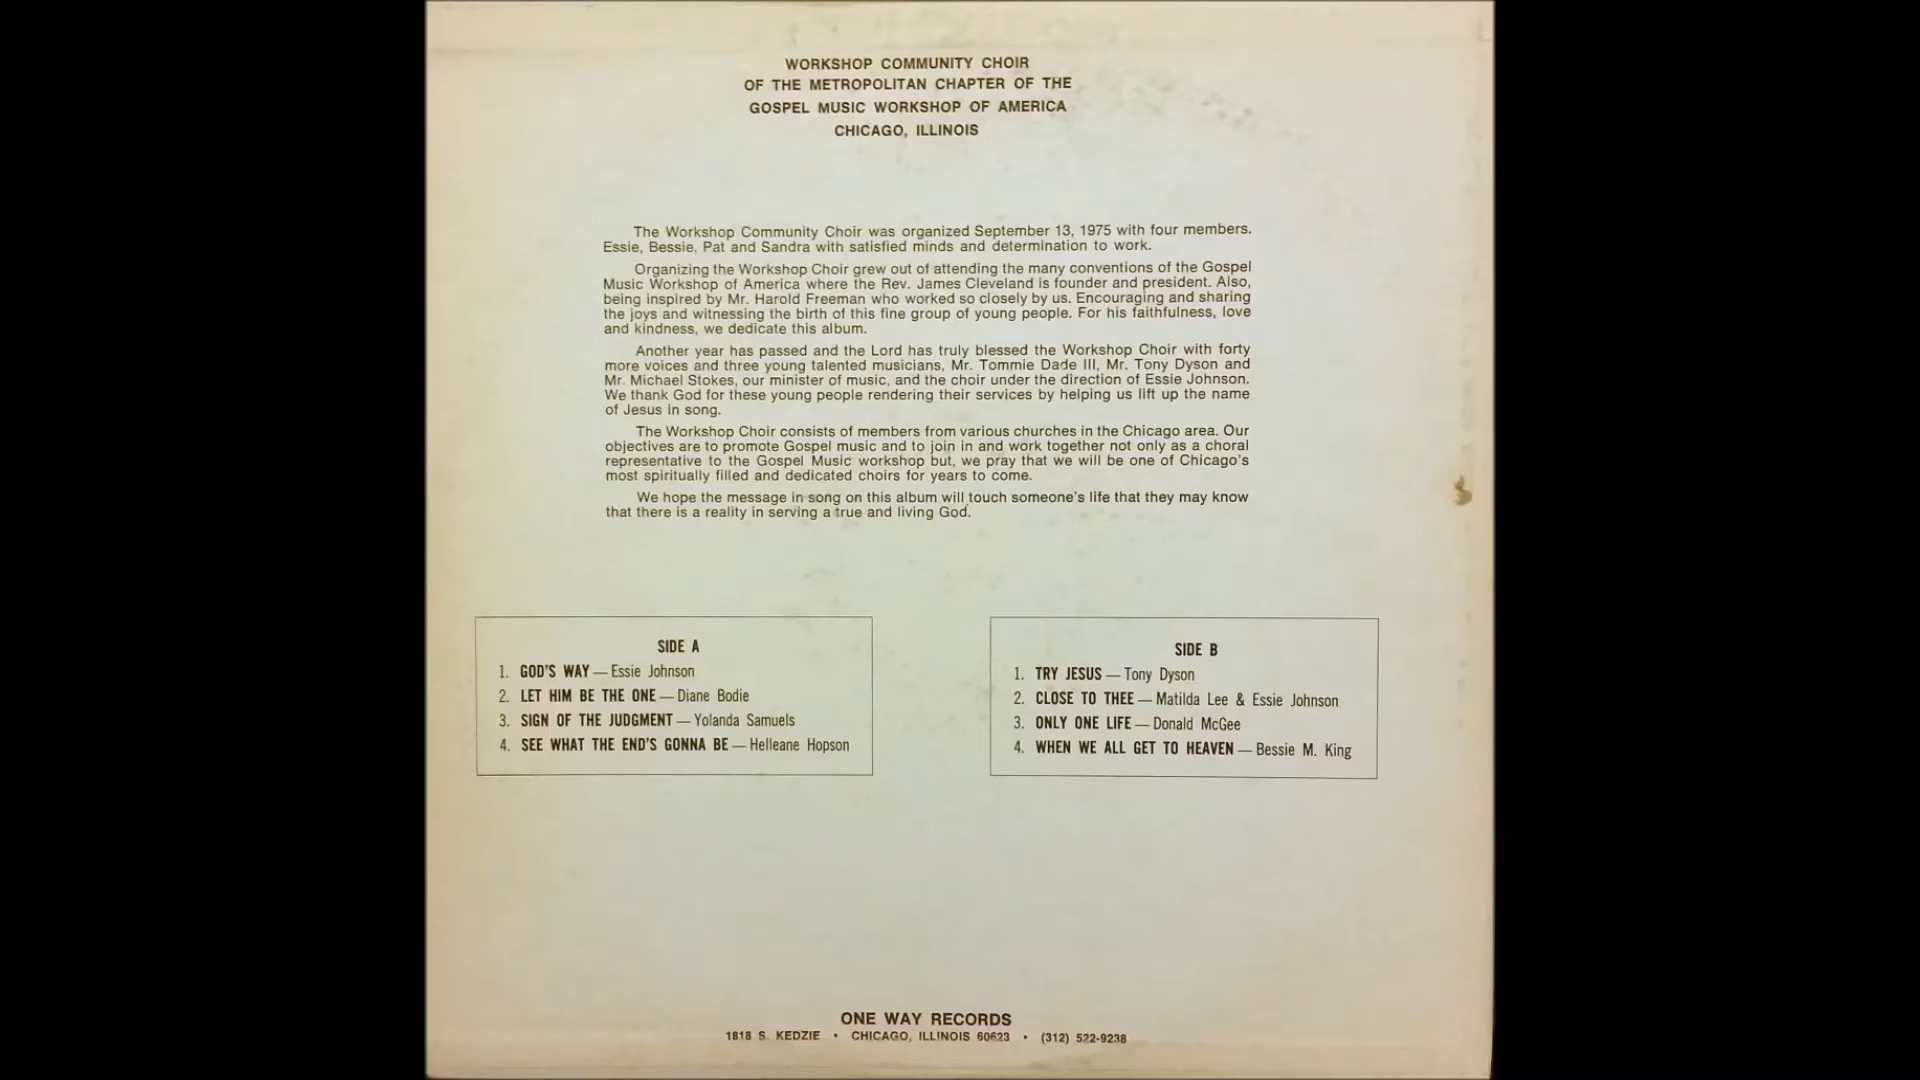 WORKSHOP COMMUNITY CHOIR
OF THE METROPOLITAN CHAPTER OF THE
GOSPEL MUSIC WORKSHOP OF AMERICA
CHICAGO, ILLINOIS
The Workshop Community Choir was organized September 13, 1975 with four members.
Essie, Bessie, Pat and Sandra with satisfied minds and determination to work.
Organizing the Workshop Choir grew out of attending the many conventions of the Gospel
Music Workshop of America where the Rev. James Cleveland is founder and president. Also,
being inspired by Mr. Harold Freeman who worked so closely by us. Encouraging and sharing
the joys and witnessing the birth of this fine group of young people. For his faithfulness, love
and kindness, we dedicate this album.
Another year has passed and the Lord has truly blessed the Workshop Choir with forty
more voices and three young talented musicians, Mr. Tommie Dade III, Mr. Tony Dyson and
Mr. Michael Stokes, our minister of music, and the choir under the direction of Essie Johnson.
We thank God for these young people rendering their services by helping us lift up the name
of Jesus in song.
The Workshop Choir consists of members from various churches in the Chicago area. Our
objectives are to promote Gospel music and to join in and work together not only as a choral
representative to the Gospel Music workshop but, we pray that we will be one of Chicago's
most spiritually filled and dedicated choirs for years to come.
We hope the message in song on this album will touch someone's life that they may know
that there is a reality in serving a true and living God.
SIDE A
1. GOD'S WAY — Essie Johnson
2. LET HIM BE THE ONE — Diane Bodie
3. SIGN OF THE JUDGMENT — Yolanda Samuels
4. SEE WHAT THE END'S GONNA BE — Helleane Hopson
SIDE B
1. TRY JESUS — Tony Dyson
2. CLOSE TO THEE — Matilda Lee & Essie Johnson
3. ONLY ONE LIFE — Donald McGee
4. WHEN WE ALL GET TO HEAVEN — Bessie M. King
ONE WAY RECORDS
1818 S. KEDZIE • CHICAGO, ILLINOIS 60623 • (312) 522-9238